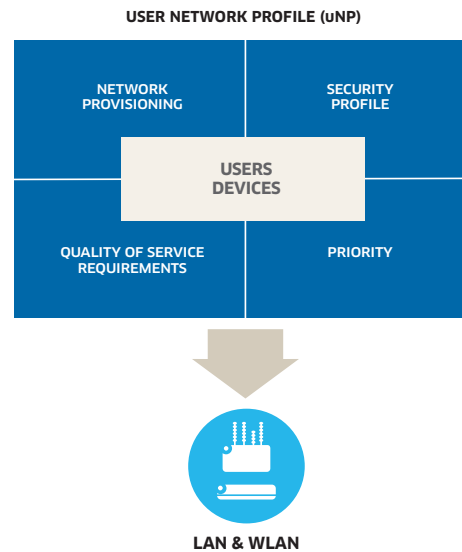 USER NETWORK PROFILE (uNP)
NETWORK
PROVISIONING
SECURITY
PROFILE
USERS
DEVICES
QUALITY OF SERVICE
REQUIREMENTS
PRIORITY
LAN & WLAN